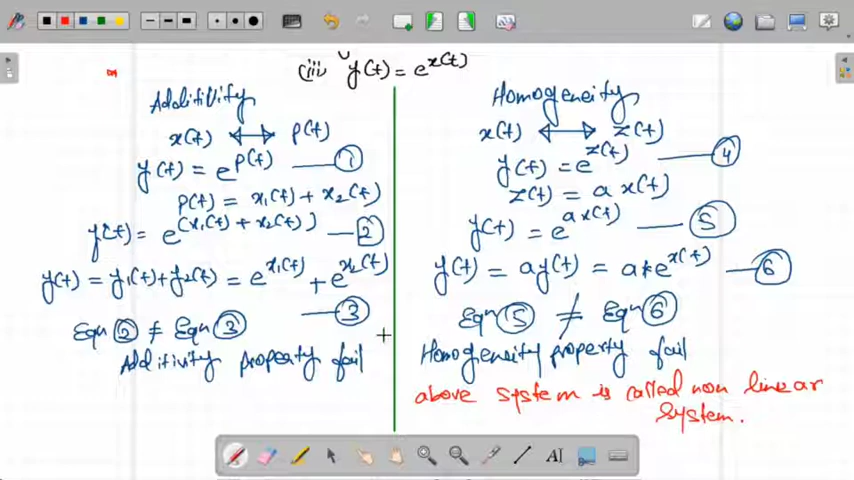 (iii) y(t) = e^x(t)
Additivity
x(t) ↔ p(t)
y(t) = e^p(t) — ①
p(t) = x₁(t) + x₂(t)
y(t) = e^(x₁(t) + x₂(t)) — ②
y(t) = y₁(t) + y₂(t) = e^x₁(t) + e^x₂(t) — ③
Eqn ② ≠ Eqn ③
Additivity property fail
Homogeneity
x(t) ↔ z(t)
y(t) = e^z(t) — ④
z(t) = a x(t)
y(t) = e^a x(t) — ⑤
y(t) = a y(t) = a * e^x(t) — ⑥
Eqn ⑤ ≠ Eqn ⑥
Homogeneity property fail
above system is called non linear
system.
AI